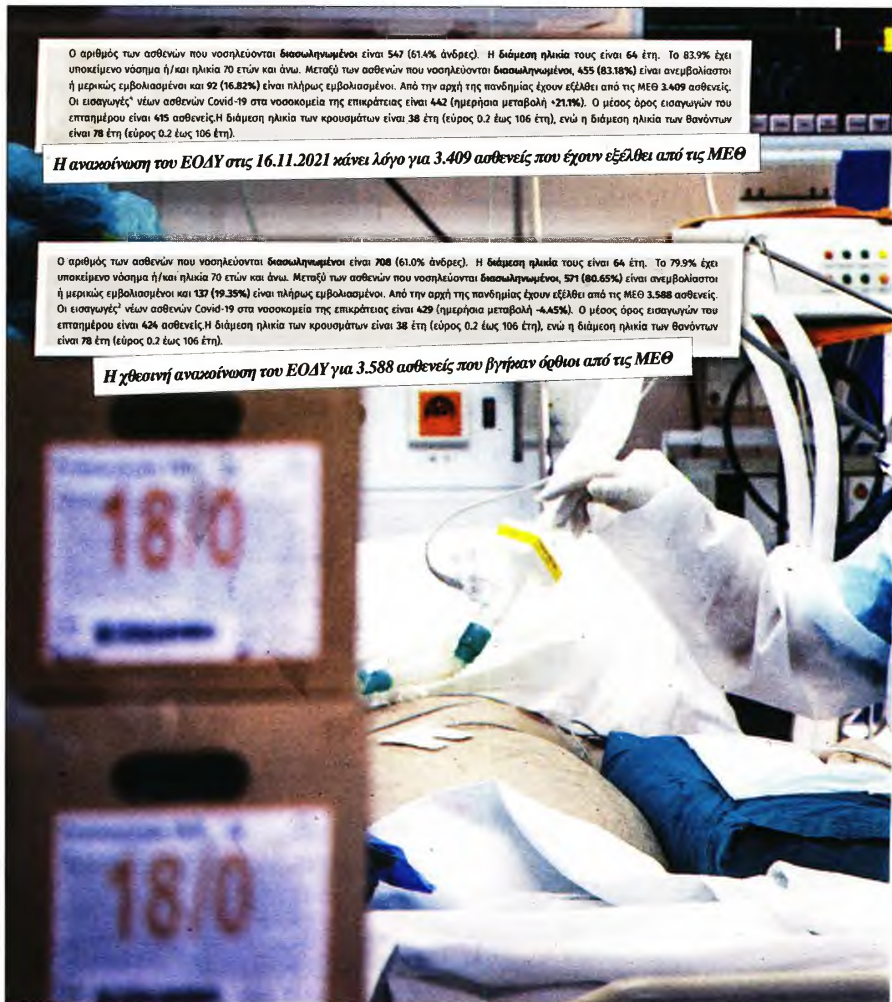 Ο αριθμός των ασθενών που νοσηλεύονται διασωληνωμένοι είναι 547 (61.4% άνδρες). Η διάμεση ηλικία τους είναι 64 έτη. Το 83.9% έχει
υποκείμενο νόσημα ή/και ηλικία 70 ετών και άνω. Μεταξύ των ασθενών που νοσηλεύονται διασωληνωμένοι, 455 (83.18%) είναι ανεμβολίαστοι
ή μερικώς εμβολιασμένοι και 92 (16.82%) είναι πλήρως εμβολιασμένοι. Από την αρχή της πανδημίας έχουν εξέλθει από τις ΜΕΘ 3.409 ασθενείς.
Οι εισαγωγές νέων ασθενών Covid-19 στα νοσοκομεία της επικράτειας είναι 442 (ημερήσια μεταβολή +21.1%). Ο μέσος όρος εισαγωγών του
επταημέρου είναι 415 ασθενείς.Η διάμεση ηλικία των κρουσμάτων είναι 38 έτη (εύρος 0.2 έως 106 έτη), ενώ η διάμεση ηλικία των θανόντων
είναι 78 έτη (εύρος 0.2 έως 106 έτη).
Η ανακοίνωση του ΕΟΔΥ στις 16.11.2021 κάνει λόγο για 3.409 ασθενείς που έχουν εξέλθει από τις ΜΕΘ
Ο αριθμός των ασθενών που νοσηλεύονται διασωληνωμένοι είναι 708 (61.0% άνδρες). Η διάμεση ηλικία τους είναι 64 έτη. Το 79.9% έχει
υποκείμενο νόσημα ή/και ηλικία 70 ετών και άνω. Μεταξύ των ασθενών που νοσηλεύονται διασωληνωμένοι, 571 (80.65%) είναι ανεμβολίαστοι
ή μερικώς εμβολιασμένοι και 137 (19.35%) είναι πλήρως εμβολιασμένοι. Από την αρχή της πανδημίας έχουν εξέλθει από τις ΜΕΘ 3.588 ασθενείς.
Οι εισαγωγές νέων ασθενών Covid-19 στα νοσοκομεία της επικράτειας είναι 429 (ημερήσια μεταβολή -4.45%). Ο μέσος όρος εισαγωγών του
επταημέρου είναι 424 ασθενείς.Η διάμεση ηλικία των κρουσμάτων είναι 38 έτη (εύρος 0.2 έως 106 έτη), ενώ η διάμεση ηλικία των θανόντων
είναι 78 έτη (εύρος 0.2 έως 106 έτη).
Η χθεσινή ανακοίνωση του ΕΟΔΥ για 3.588 ασθενείς που βγήκαν όρθιοι από τις ΜΕΘ
18/0
18/0